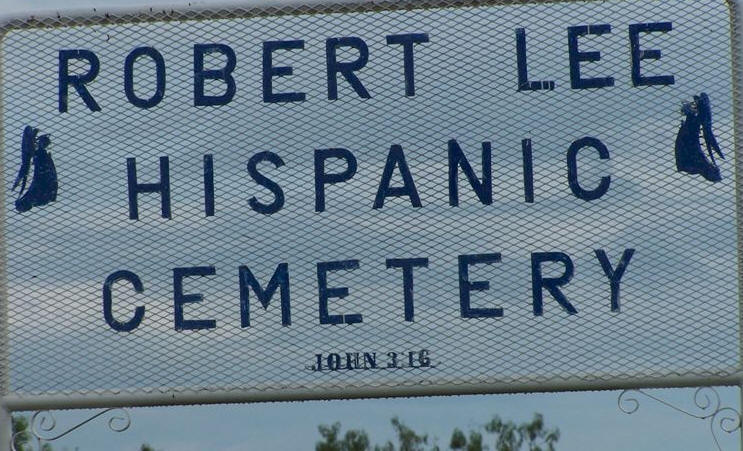 ROBERT LEE
HISPANIC
CEMETERY
JOHN 3 16